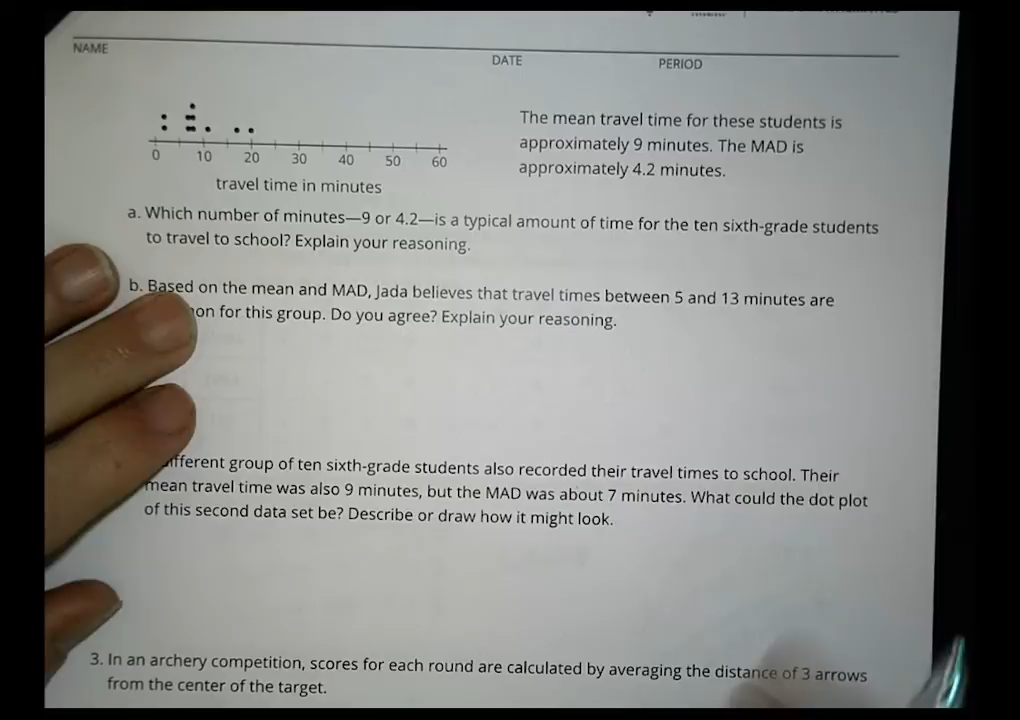 NAME
DATE
PERIOD
0 10 20 30 40 50 60
travel time in minutes
The mean travel time for these students is
approximately 9 minutes. The MAD is
approximately 4.2 minutes.
a. Which number of minutes—9 or 4.2—is a typical amount of time for the ten sixth-grade students
to travel to school? Explain your reasoning.
b. Based on the mean and MAD, Jada believes that travel times between 5 and 13 minutes are
on for this group. Do you agree? Explain your reasoning.
fferent group of ten sixth-grade students also recorded their travel times to school. Their
mean travel time was also 9 minutes, but the MAD was about 7 minutes. What could the dot plot
of this second data set be? Describe or draw how it might look.
3. In an archery competition, scores for each round are calculated by averaging the distance of 3 arrows
from the center of the target.